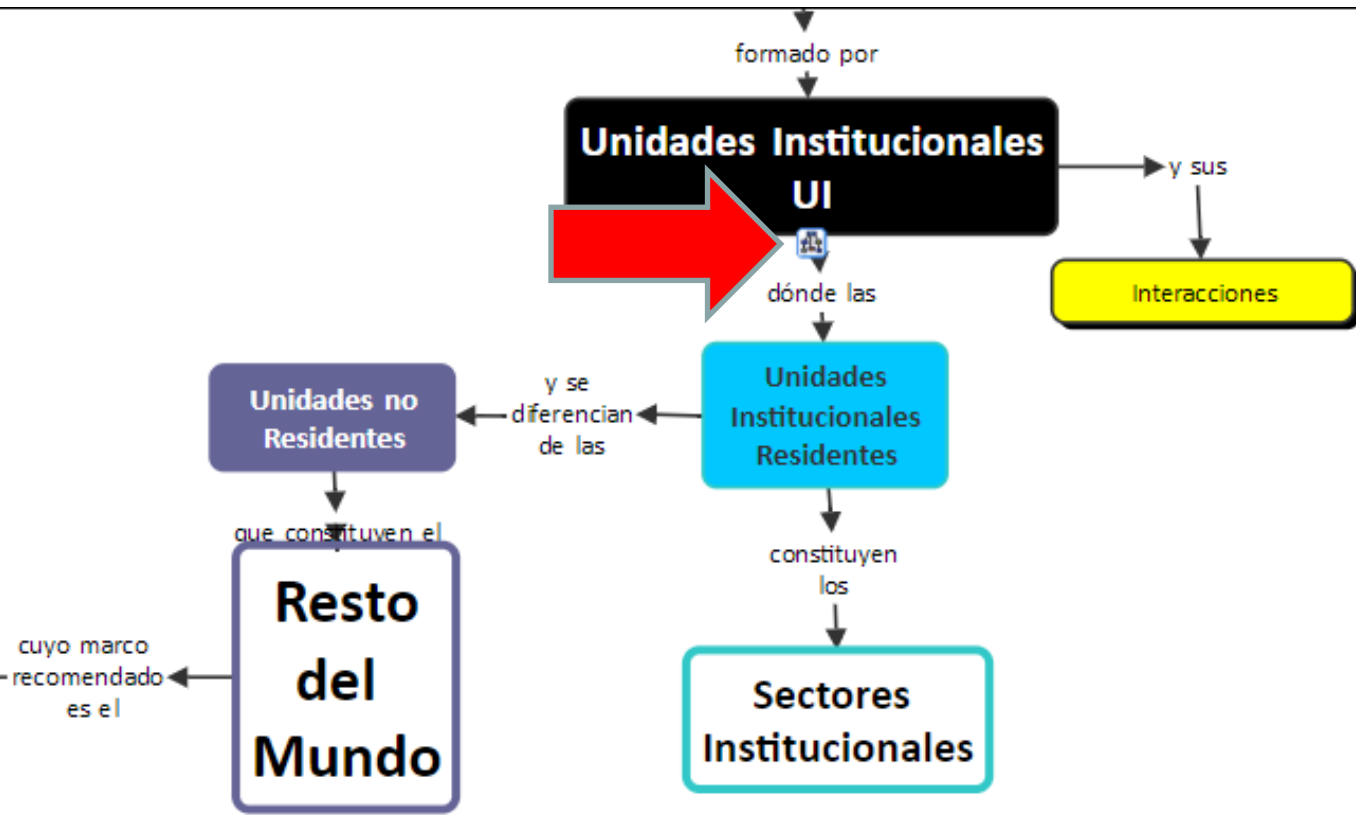 formado por
Unidades Institucionales
UI
y sus
Interacciones
dónde las
Unidades
Institucionales
Residentes
y se
diferencian
de las
Unidades no
Residentes
que constituyen el
Resto
del
Mundo
cuyo marco
recomendado
es el
constituyen
los
Sectores
Institucionales